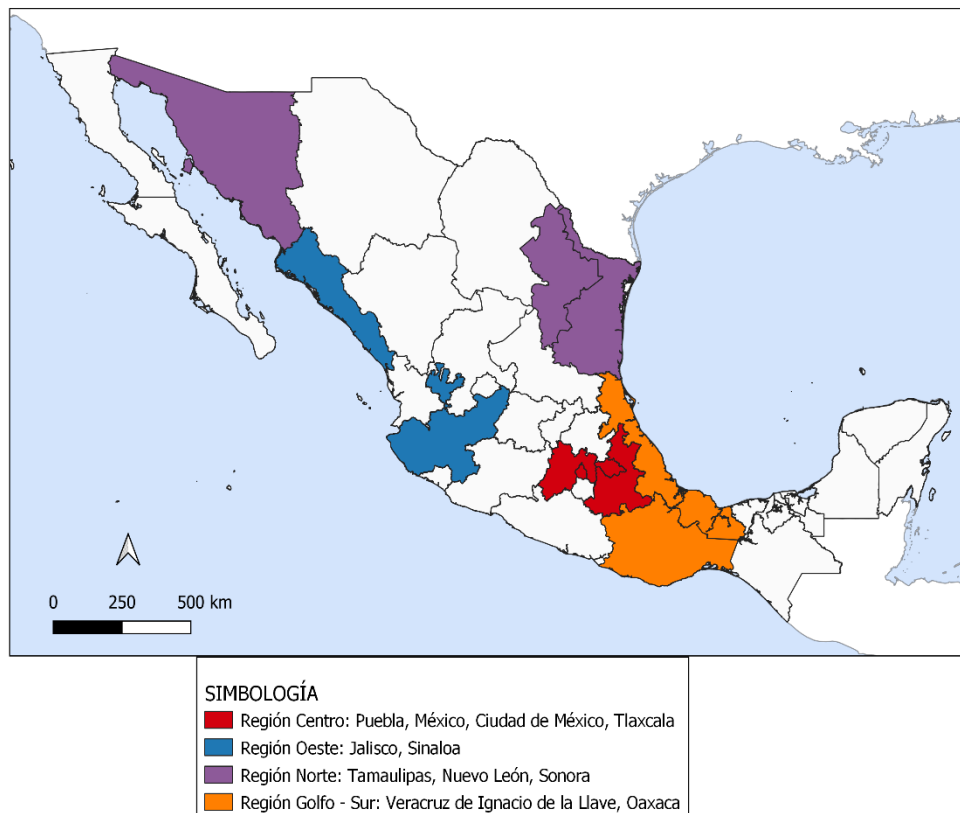 0 250 500 km
SIMBOLOGÍA
Región Centro: Puebla, México, Ciudad de México, Tlaxcala
Región Oeste: Jalisco, Sinaloa
Región Norte: Tamaulipas, Nuevo León, Sonora
Región Golfo - Sur: Veracruz de Ignacio de la Llave, Oaxaca